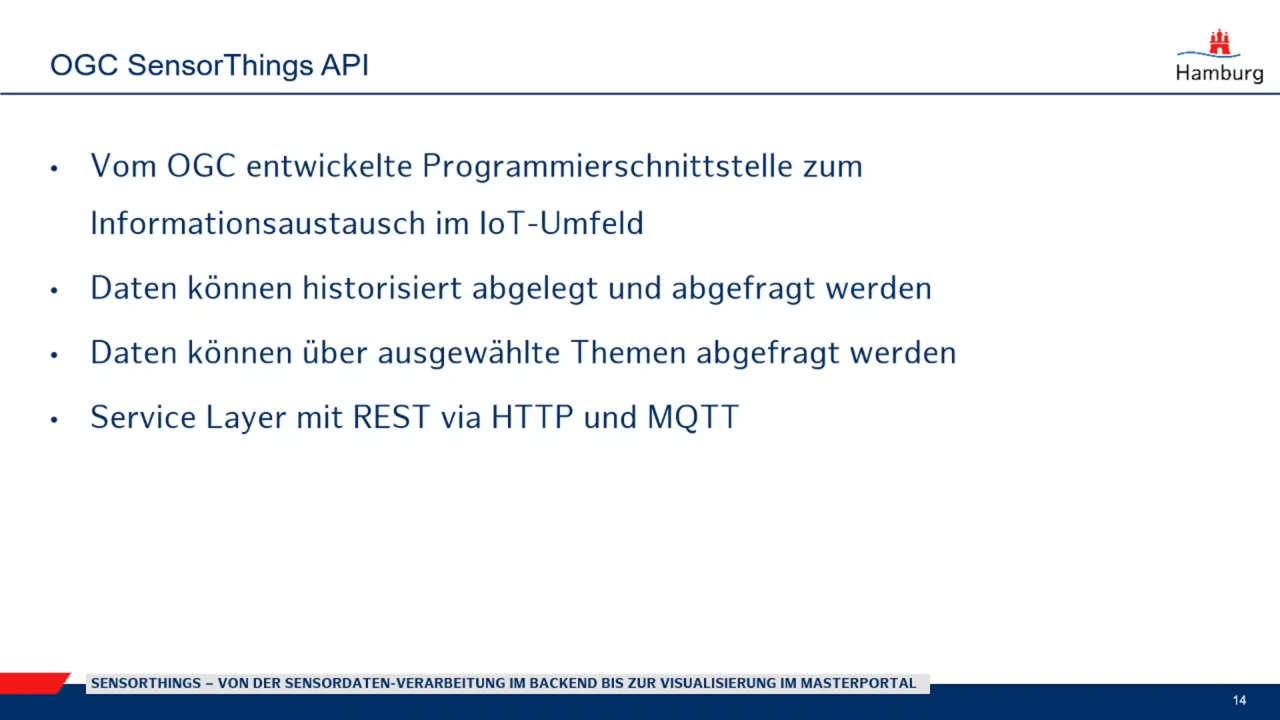 OGC SensorThings API
Hamburg
• Vom OGC entwickelte Programmierschnittstelle zum
Informationsaustausch im IoT-Umfeld
• Daten können historisiert abgelegt und abgefragt werden
• Daten können über ausgewählte Themen abgefragt werden
• Service Layer mit REST via HTTP und MQTT
SENSORTHINGS – VON DER SENSORDATEN-VERARBEITUNG IM BACKEND BIS ZUR VISUALISIERUNG IM MASTERPORTAL
14